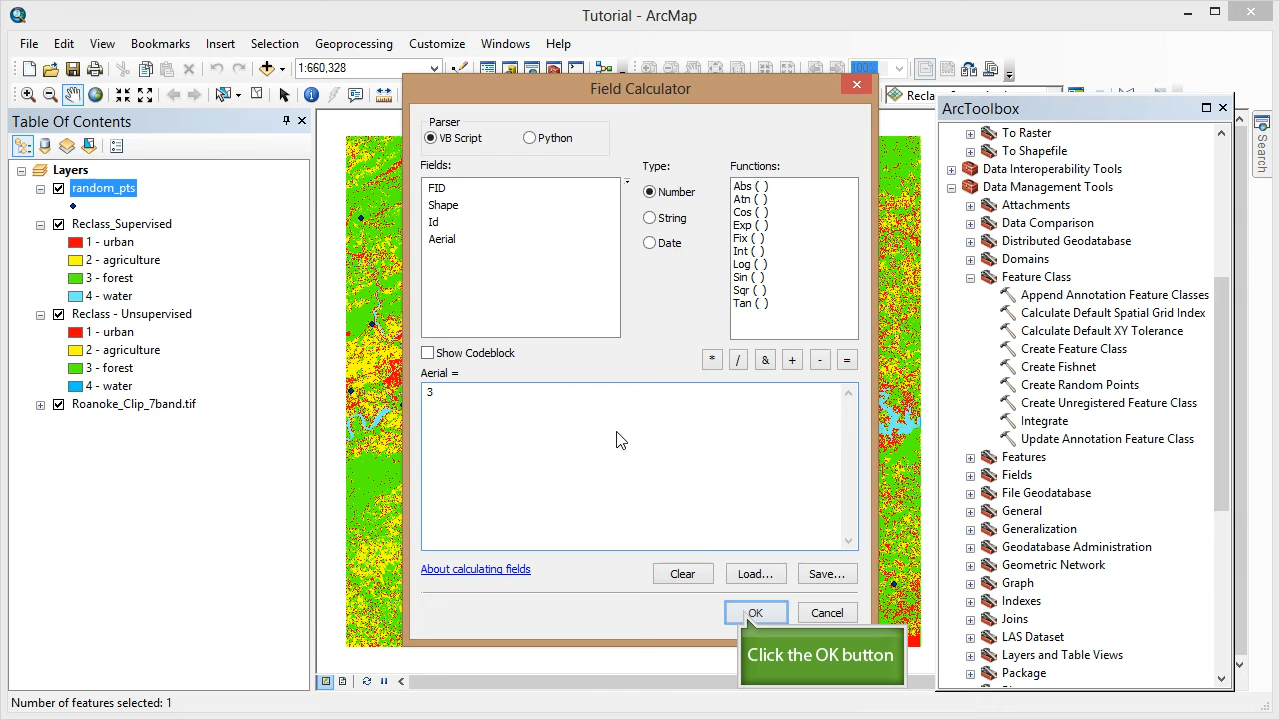 Tutorial - ArcMap
File Edit View Bookmarks Insert Selection Geoprocessing Customize Windows Help
1:660,328
100%
Table Of Contents
Layers
random_pts
Reclass_Supervised
1 - urban
2 - agriculture
3 - forest
4 - water
Reclass - Unsupervised
1 - urban
2 - agriculture
3 - forest
4 - water
Roanoke_Clip_7band.tif
Field Calculator
Parser
VB Script Python
Fields: Type: Functions:
FID
Shape
Id
Aerial
Number
String
Date
Abs ( )
Atn ( )
Cos ( )
Exp ( )
Fix ( )
Int ( )
Log ( )
Sin ( )
Sqr ( )
Tan ( )
Show Codeblock
* / & + - =
Aerial =
3
About calculating fields
Clear Load... Save...
OK Cancel
Click the OK button
ArcToolbox
To Raster
To Shapefile
Data Interoperability Tools
Data Management Tools
Attachments
Data Comparison
Distributed Geodatabase
Domains
Feature Class
Append Annotation Feature Classes
Calculate Default Spatial Grid Index
Calculate Default XY Tolerance
Create Feature Class
Create Fishnet
Create Random Points
Create Unregistered Feature Class
Integrate
Update Annotation Feature Class
Features
Fields
File Geodatabase
General
Generalization
Geodatabase Administration
Geometric Network
Graph
Indexes
Joins
LAS Dataset
Layers and Table Views
Package
Search
Number of features selected: 1